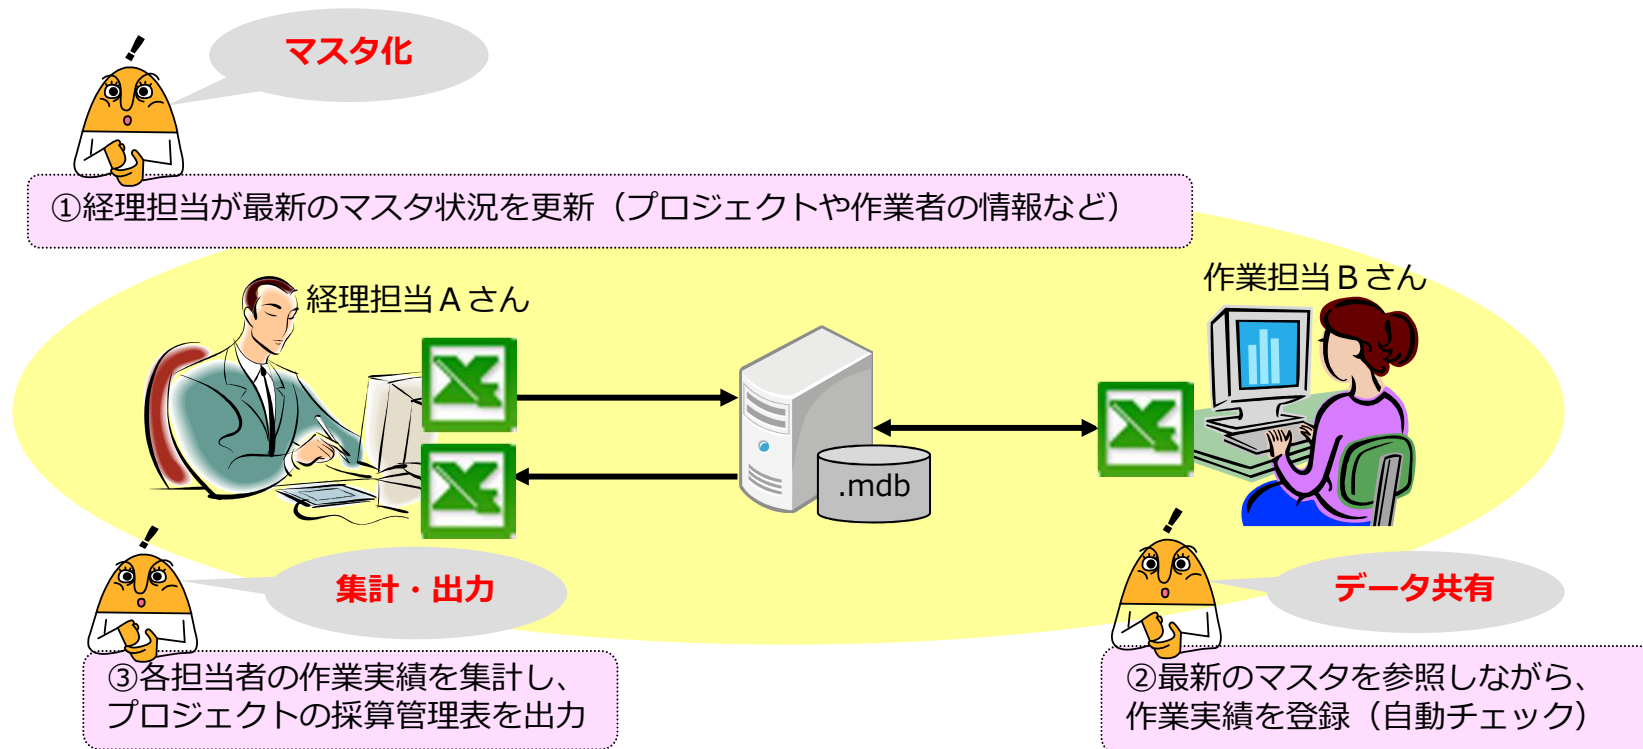 マスタ化
①経理担当が最新のマスタ状況を更新（プロジェクトや作業者の情報など）
経理担当Ａさん
作業担当Ｂさん
.mdb
集計・出力
データ共有
③各担当者の作業実績を集計し、
プロジェクトの採算管理表を出力
②最新のマスタを参照しながら、
作業実績を登録（自動チェック）